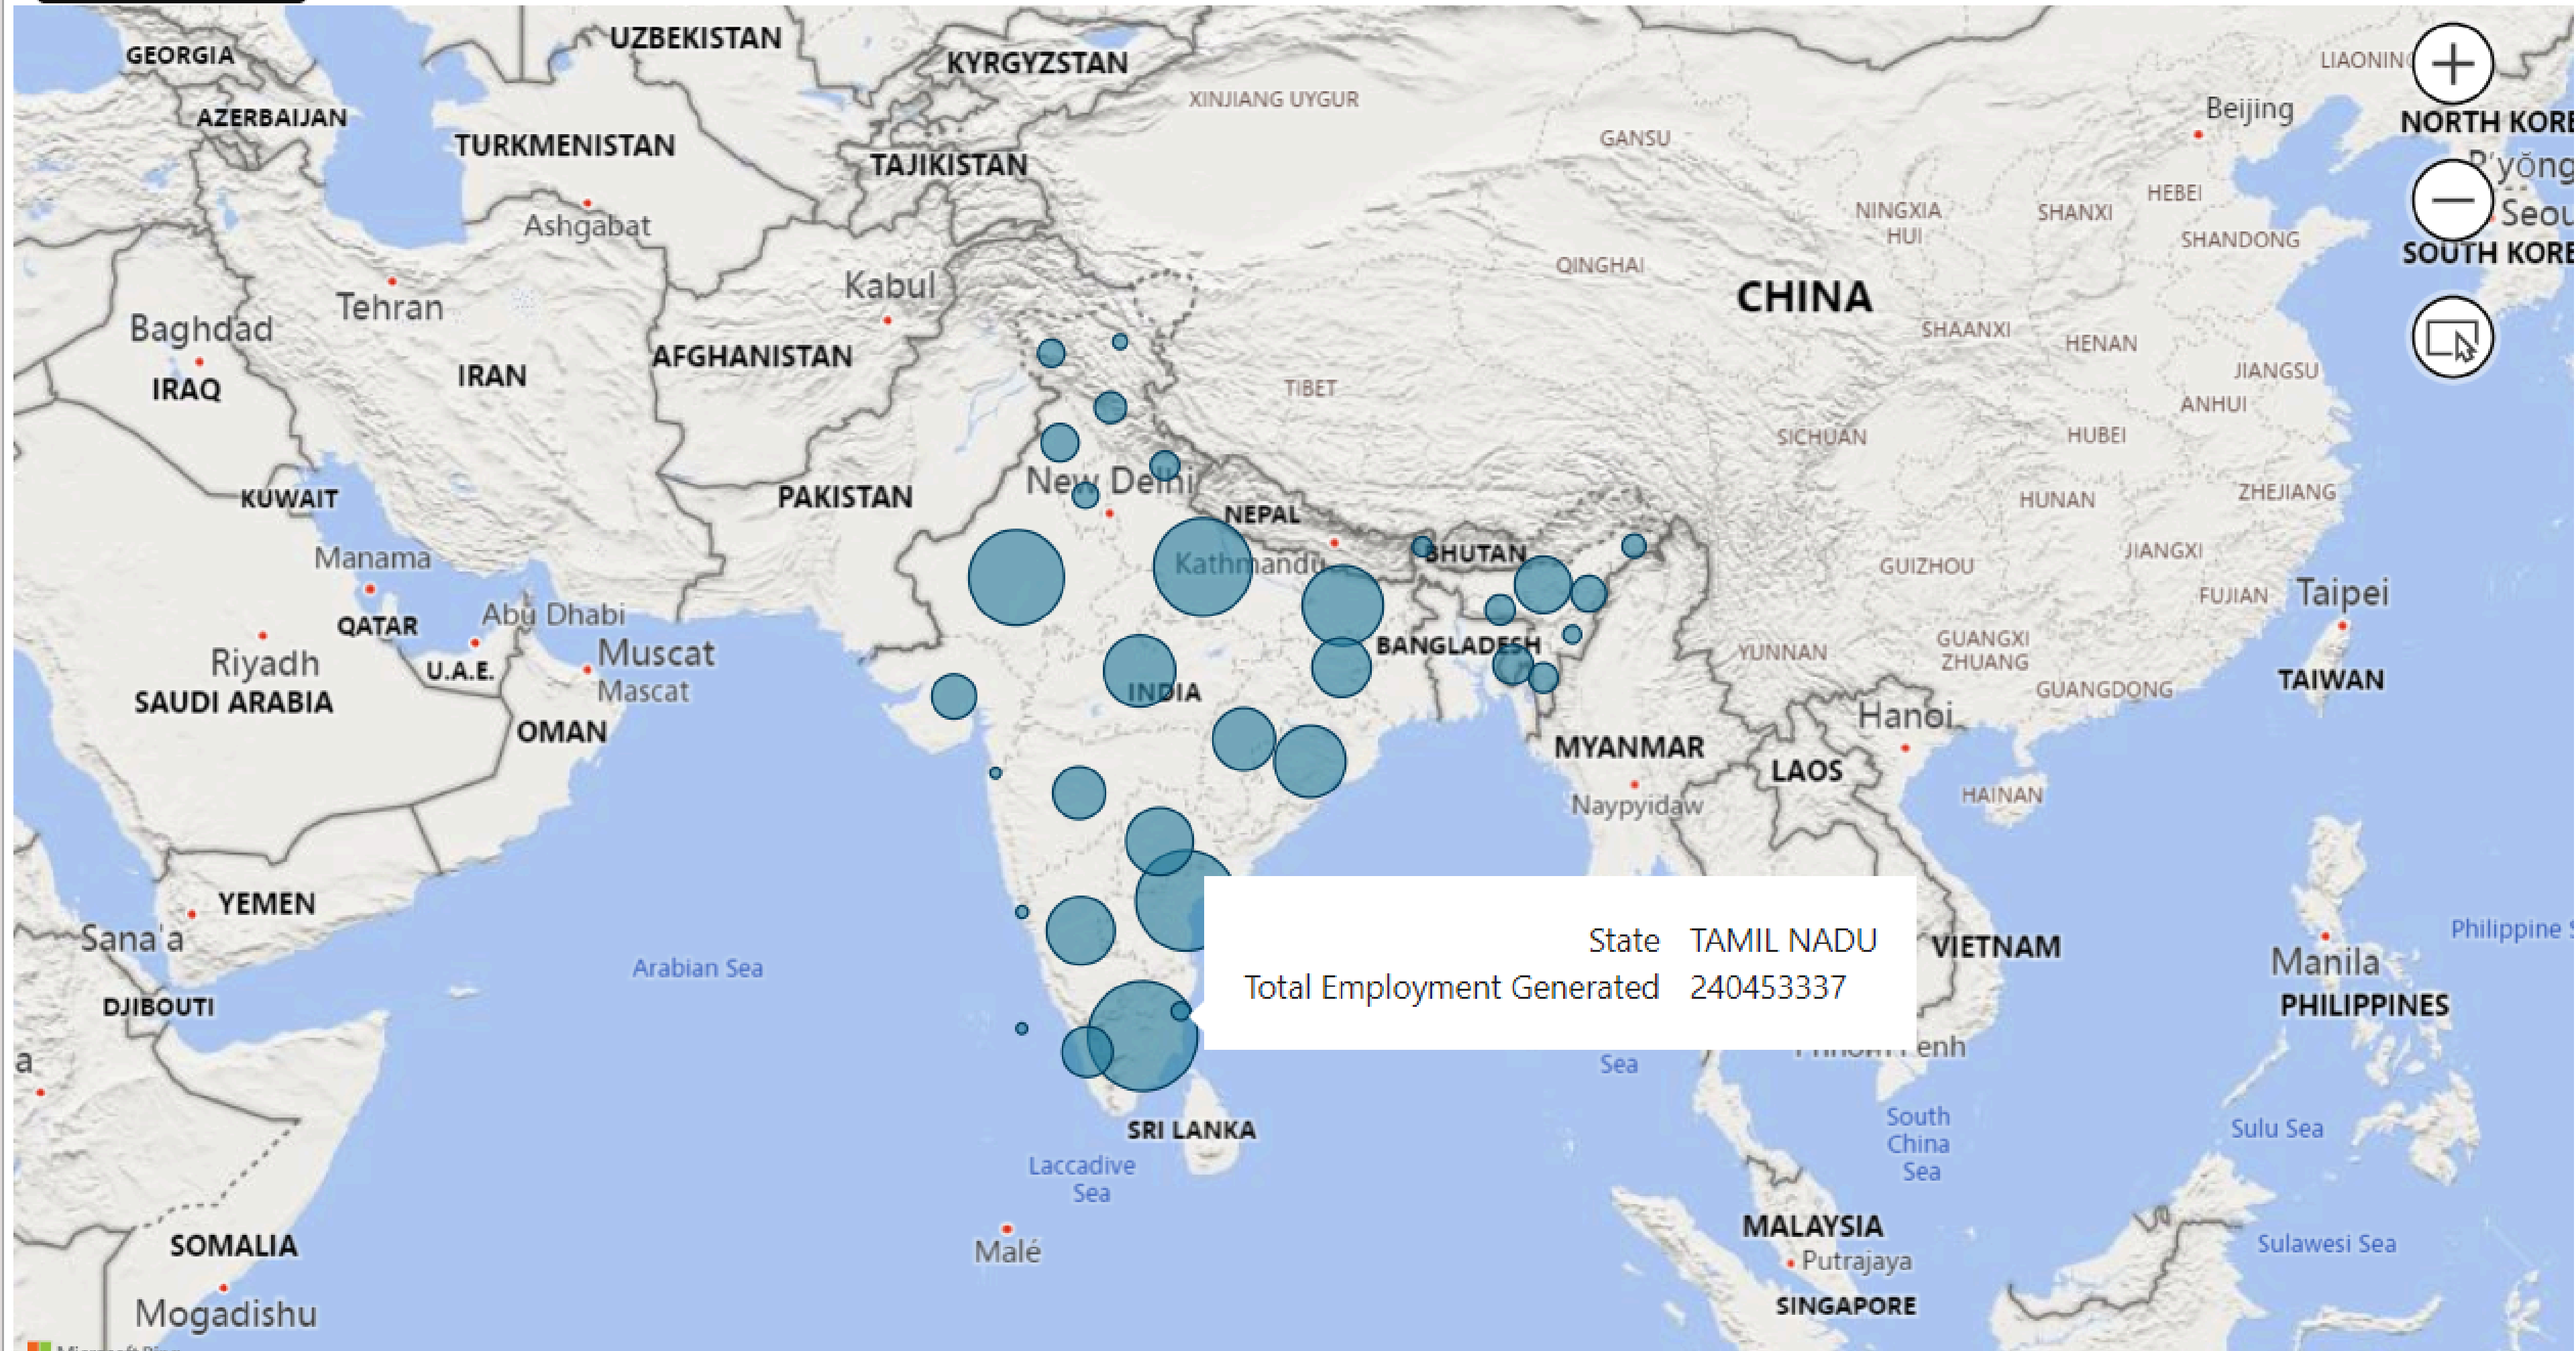 GEORGIA
UZBEKISTAN
KYRGYZSTAN
LIAONING
AZERBAIJAN
XINJIANG UYGUR
Beijing
NORTH KORE
TURKMENISTAN
TAJIKISTAN
GANSU
P'yŏng
HEBEI
Ashgabat
NINGXIA
HUI
SHANXI
Seou
SHANDONG
SOUTH KORE
Tehran
Kabul
QINGHAI
CHINA
Baghdad
SHAANXI
HENAN
IRAQ
IRAN
AFGHANISTAN
TIBET
JIANGSU
ANHUI
SICHUAN
HUBEI
KUWAIT
PAKISTAN
New Delhi
NEPAL
HUNAN
ZHEJIANG
Manama
Kathmandu
BHUTAN
GUIZHOU
JIANGXI
QATAR
Abu Dhabi
FUJIAN
Taipei
Riyadh
U.A.E.
Muscat
Mascat
BANGLADESH
YUNNAN
GUANGXI
ZHUANG
TAIWAN
SAUDI ARABIA
INDIA
GUANGDONG
OMAN
Hanoi
MYANMAR
LAOS
Naypyidaw
HAINAN
YEMEN
Sana'a
Arabian Sea
State TAMIL NADU
Total Employment Generated 240453337
VIETNAM
Philippine S
Manila
PHILIPPINES
DJIBOUTI
a
enh
Sea
SRI LANKA
South
China
Sea
Sulu Sea
Laccadive
Sea
Malé
SOMALIA
MALAYSIA
Putrajaya
Sulawesi Sea
Mogadishu
SINGAPORE